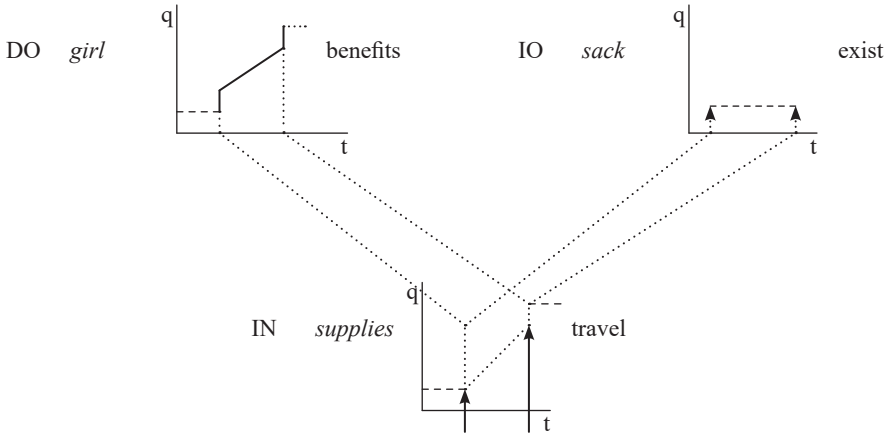 q q
DO girl benefits IO sack exist
t t
q
IN supplies travel
t